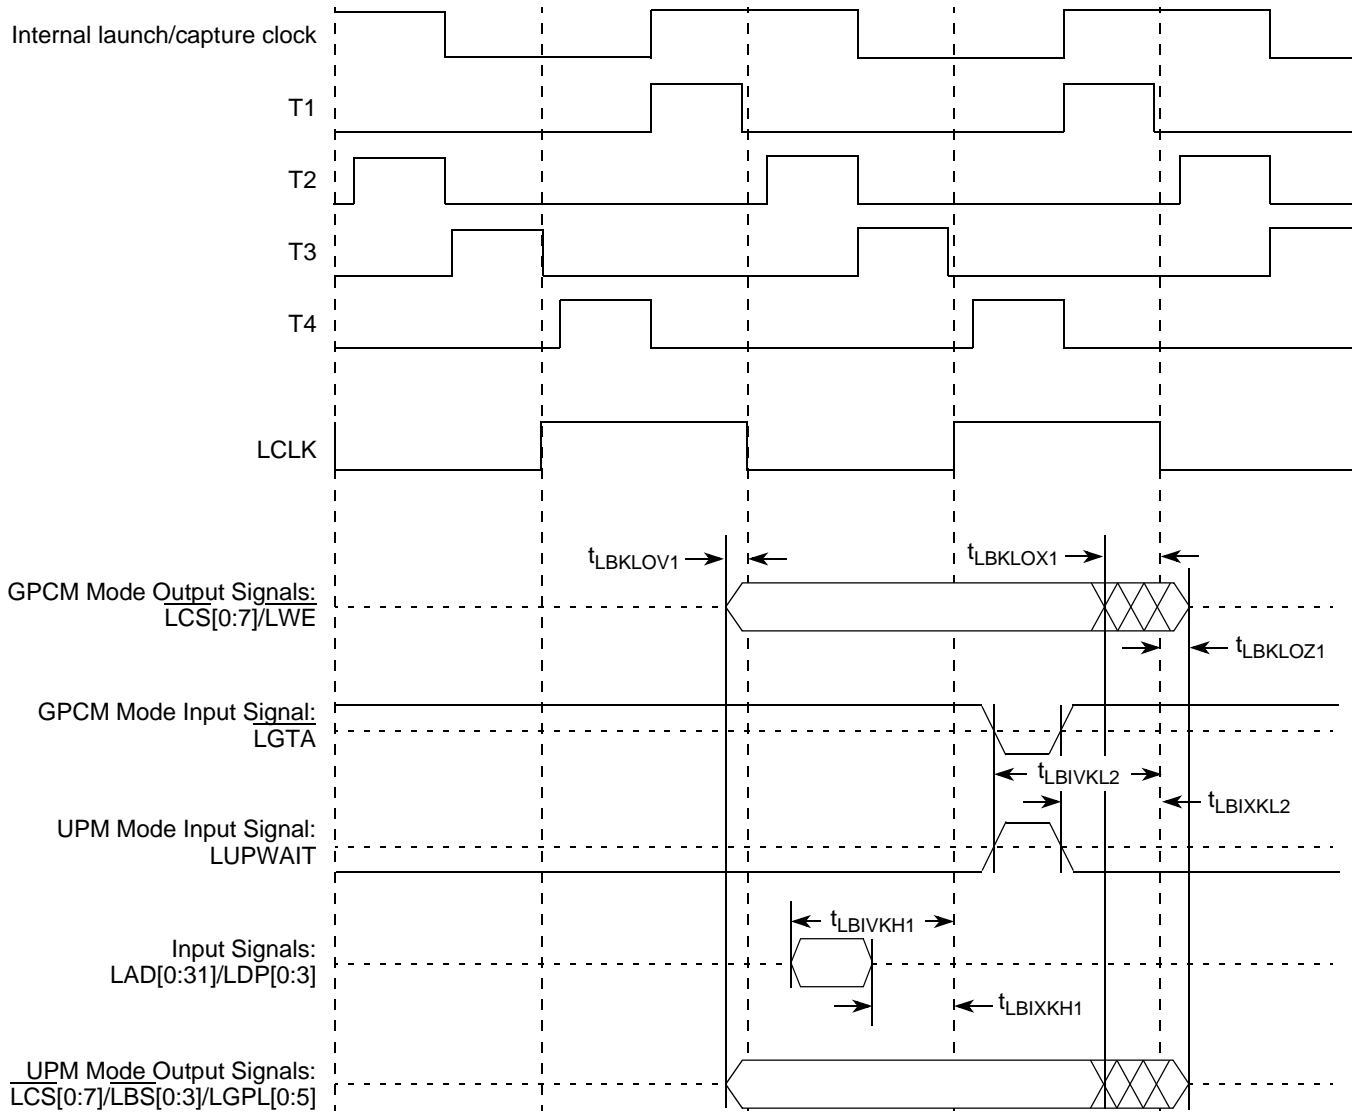 Internal launch/capture clock
T1
T2
T3
T4
LCLK
tLBKLOV1
tLBKLOX1
GPCM Mode Output Signals:
LCS[0:7]/LWE
tLBKLOZ1
GPCM Mode Input Signal:
LGTA
tLBIVKL2
tLBIXKL2
UPM Mode Input Signal:
LUPWAIT
tLBIVKH1
Input Signals:
LAD[0:31]/LDP[0:3]
tLBIXKH1
UPM Mode Output Signals:
LCS[0:7]/LBS[0:3]/LGPL[0:5]